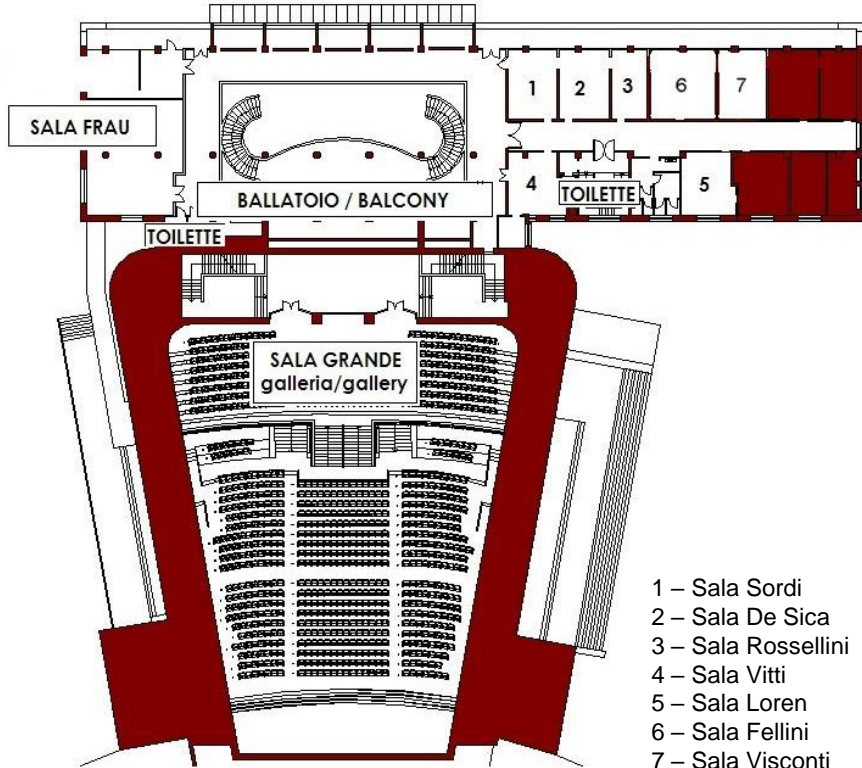 1
2
3
6
7
SALA FRAU
4
TOILETTE
5
BALLATOIO / BALCONY
TOILETTE
SALA GRANDE
galleria/gallery
1 – Sala Sordi
2 – Sala De Sica
3 – Sala Rossellini
4 – Sala Vitti
5 – Sala Loren
6 – Sala Fellini
7 – Sala Visconti